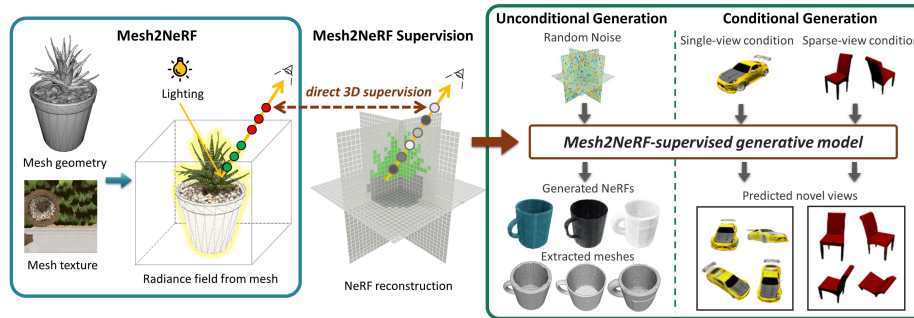 Mesh2NeRF
Lighting
Mesh geometry
Mesh texture
Radiance field from mesh
Mesh2NeRF Supervision
direct 3D supervision
NeRF reconstruction
Unconditional Generation
Random Noise
Conditional Generation
Single-view condition
Sparse-view condition
Mesh2NeRF-supervised generative model
Generated NeRFs
Extracted meshes
Predicted novel views